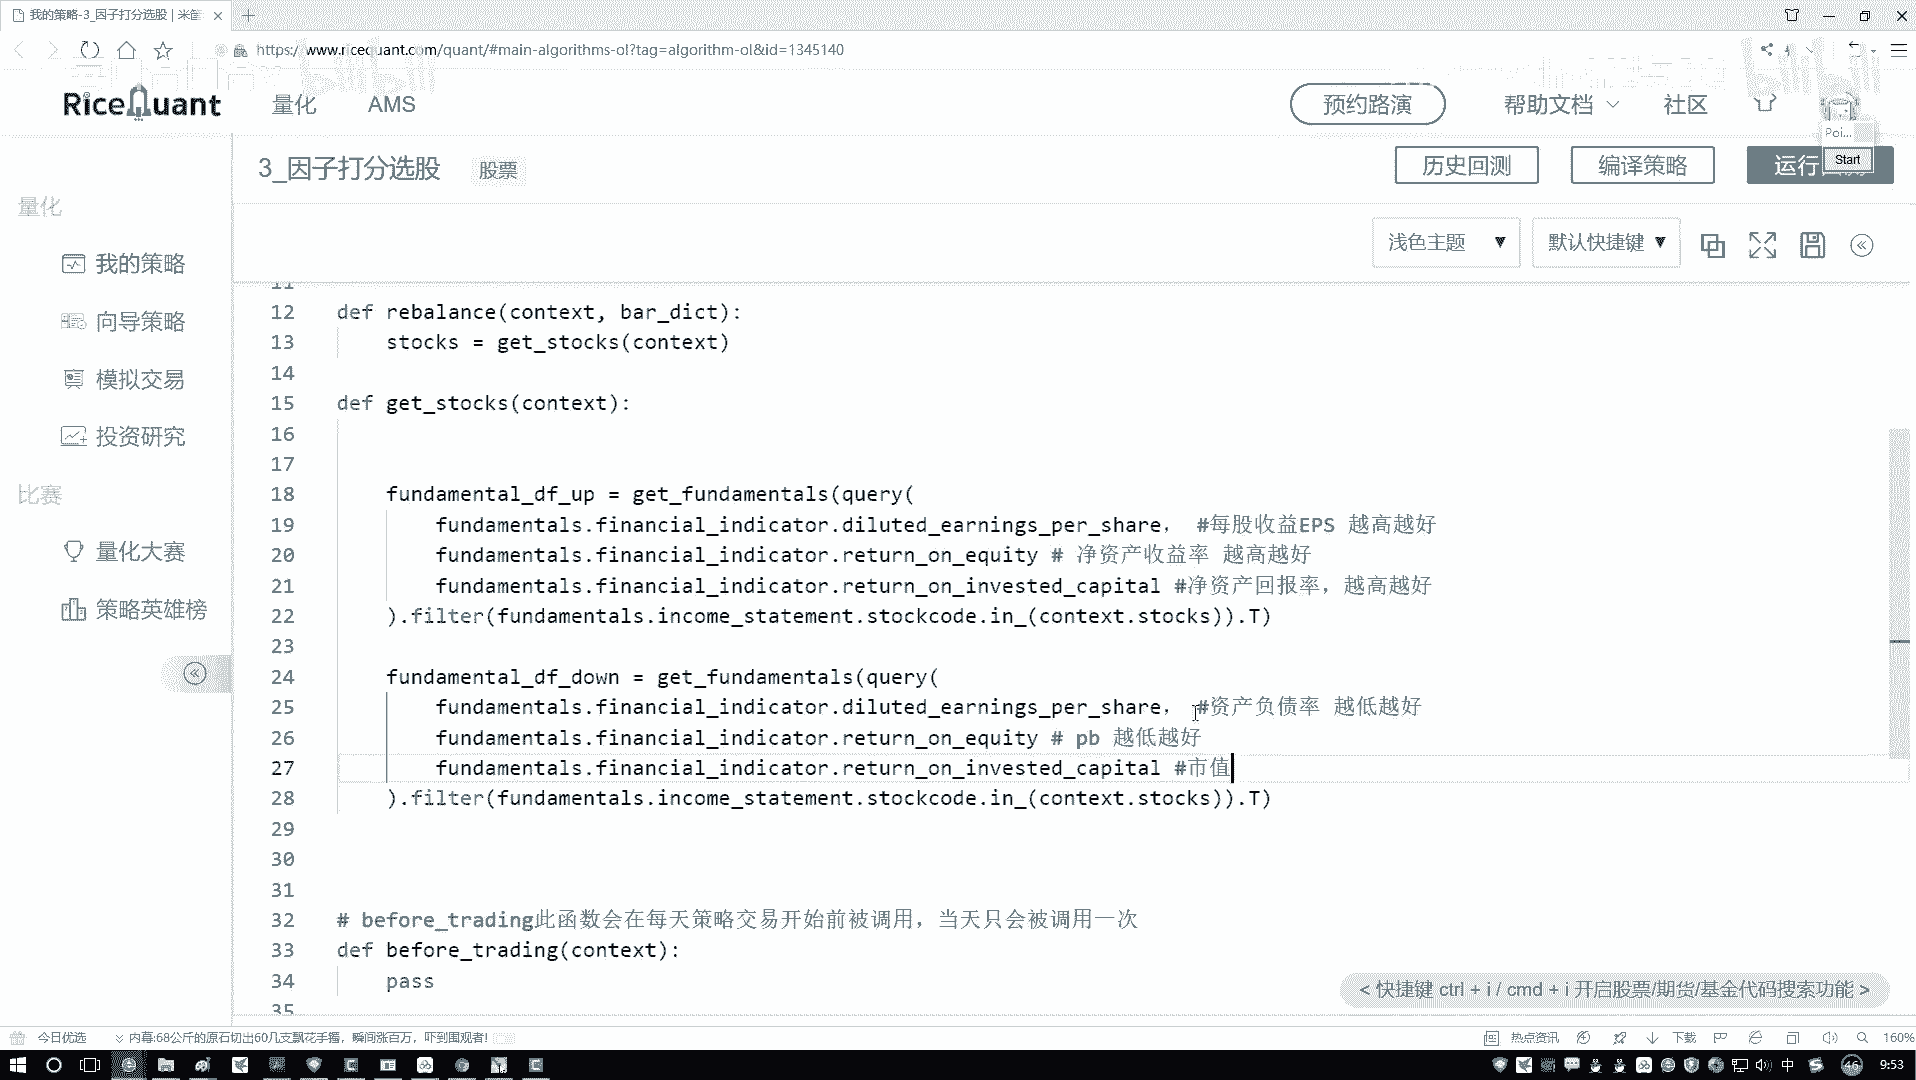 我的策略-3_因子打分选股 | 米筐
https://www.ricequant.com/quant/#main-algorithms-ol?tag=algorithm-ol&id=1345140
RiceQuant 量化 AMS 预约路演 帮助文档 社区
Poi...
Start
3_因子打分选股 股票 历史回测 编译策略 运行
浅色主题 ▼ 默认快捷键 ▼
量化
我的策略
向导策略
模拟交易
投资研究
比赛
量化大赛
策略英雄榜
11
12 def rebalance(context, bar_dict):
13     stocks = get_stocks(context)
14
15 def get_stocks(context):
16
17
18     fundamental_df_up = get_fundamentals(query(
19         fundamentals.financial_indicator.diluted_earnings_per_share， #每股收益EPS 越高越好
20         fundamentals.financial_indicator.return_on_equity # 净资产收益率 越高越好
21         fundamentals.financial_indicator.return_on_invested_capital #净资产回报率，越高越好
22     ).filter(fundamentals.income_statement.stockcode.in_(context.stocks)).T)
23
24     fundamental_df_down = get_fundamentals(query(
25         fundamentals.financial_indicator.diluted_earnings_per_share， #资产负债率 越低越好
26         fundamentals.financial_indicator.return_on_equity # pb 越低越好
27         fundamentals.financial_indicator.return_on_invested_capital #市值
28     ).filter(fundamentals.income_statement.stockcode.in_(context.stocks)).T)
29
30
31
32 # before_trading此函数会在每天策略交易开始前被调用，当天只会被调用一次
33 def before_trading(context):
34     pass
35
< 快捷键 ctrl + i / cmd + i 开启股票/期货/基金代码搜索功能 >
今日优选 内幕:68公斤的原石切出60几支飘花手镯，瞬间涨百万，吓到围观者! 热点资讯 下载 160%
中 46 9:53